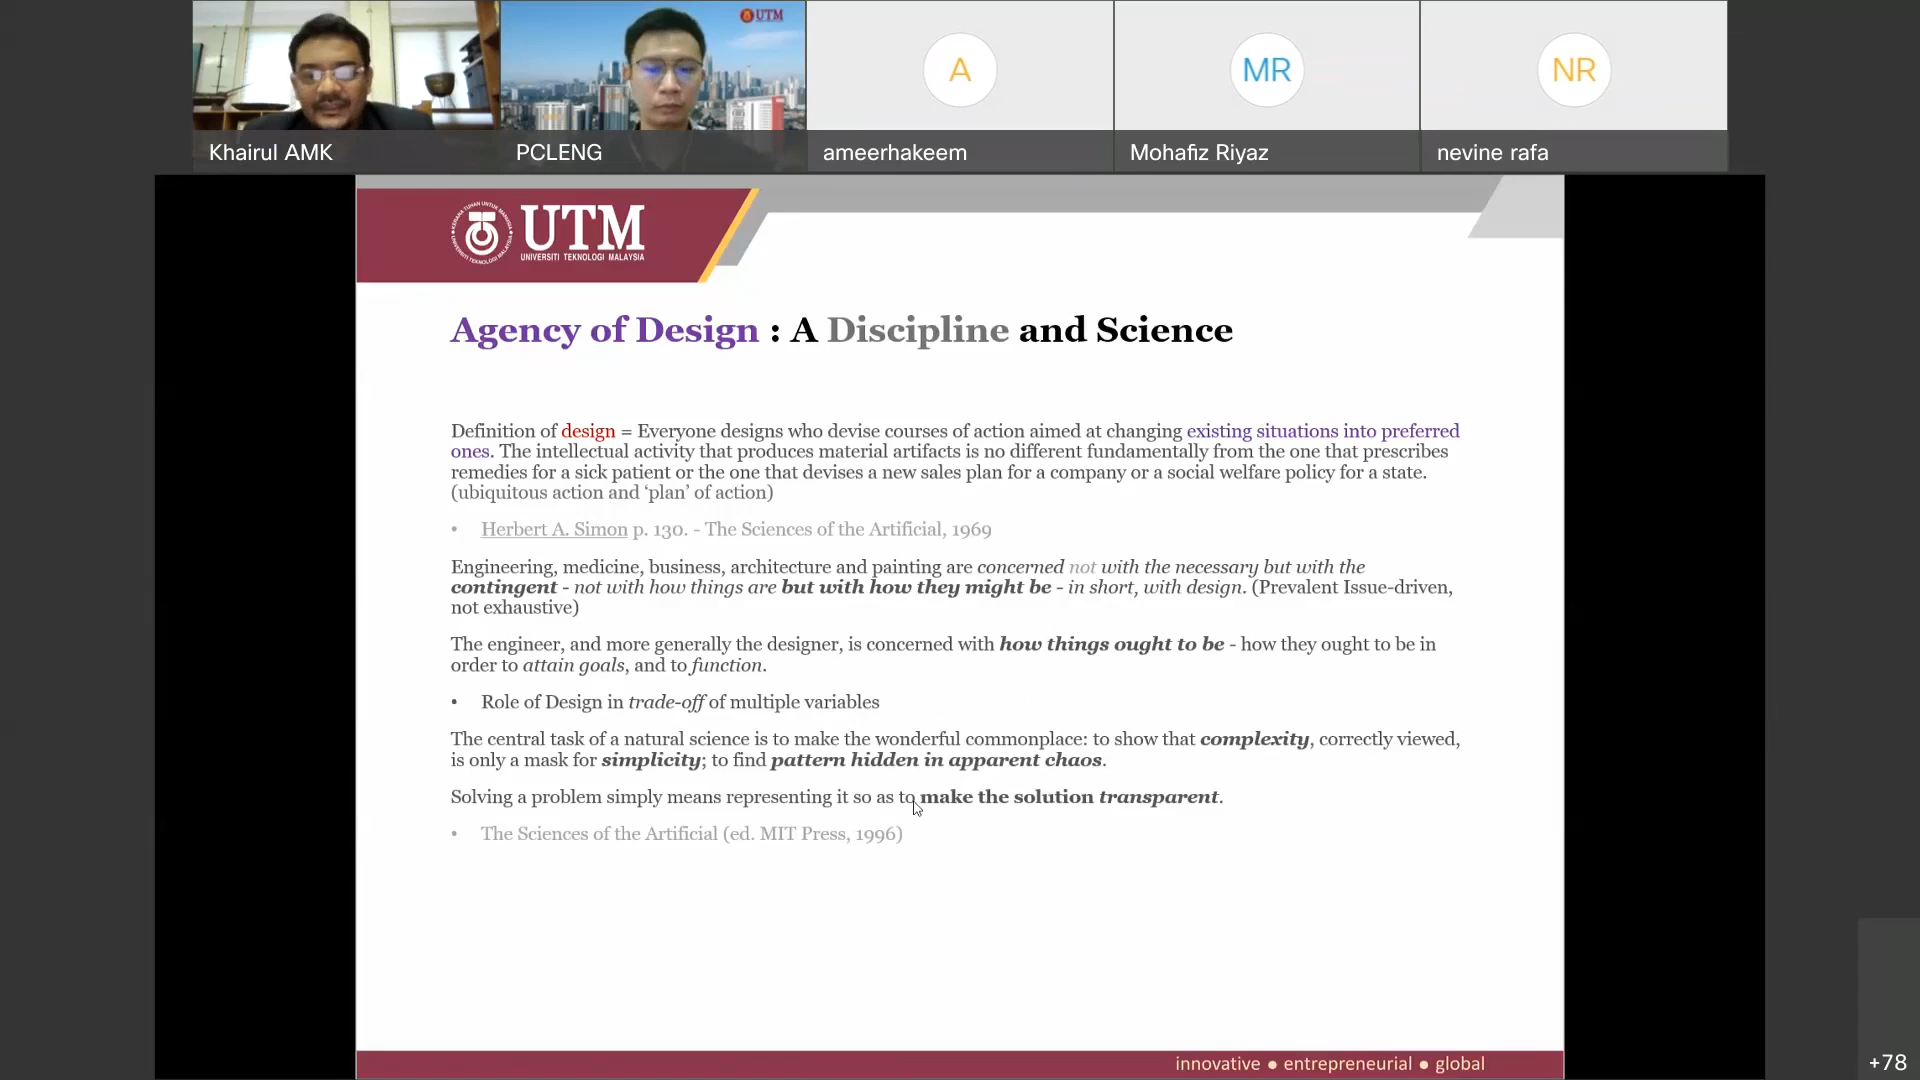 UTM
A
MR
NR
Khairul AMK
PCLENG
ameerhakeem
Mohafiz Riyaz
nevine rafa
UTM
UNIVERSITI TEKNOLOGI MALAYSIA
Agency of Design : A Discipline and Science
Definition of design = Everyone designs who devise courses of action aimed at changing existing situations into preferred
ones. The intellectual activity that produces material artifacts is no different fundamentally from the one that prescribes
remedies for a sick patient or the one that devises a new sales plan for a company or a social welfare policy for a state.
(ubiquitous action and ‘plan’ of action)
• Herbert A. Simon p. 130. - The Sciences of the Artificial, 1969
Engineering, medicine, business, architecture and painting are concerned not with the necessary but with the
contingent - not with how things are but with how they might be - in short, with design. (Prevalent Issue-driven,
not exhaustive)
The engineer, and more generally the designer, is concerned with how things ought to be - how they ought to be in
order to attain goals, and to function.
• Role of Design in trade-off of multiple variables
The central task of a natural science is to make the wonderful commonplace: to show that complexity, correctly viewed,
is only a mask for simplicity; to find pattern hidden in apparent chaos.
Solving a problem simply means representing it so as to make the solution transparent.
• The Sciences of the Artificial (ed. MIT Press, 1996)
innovative ● entrepreneurial ● global
+78